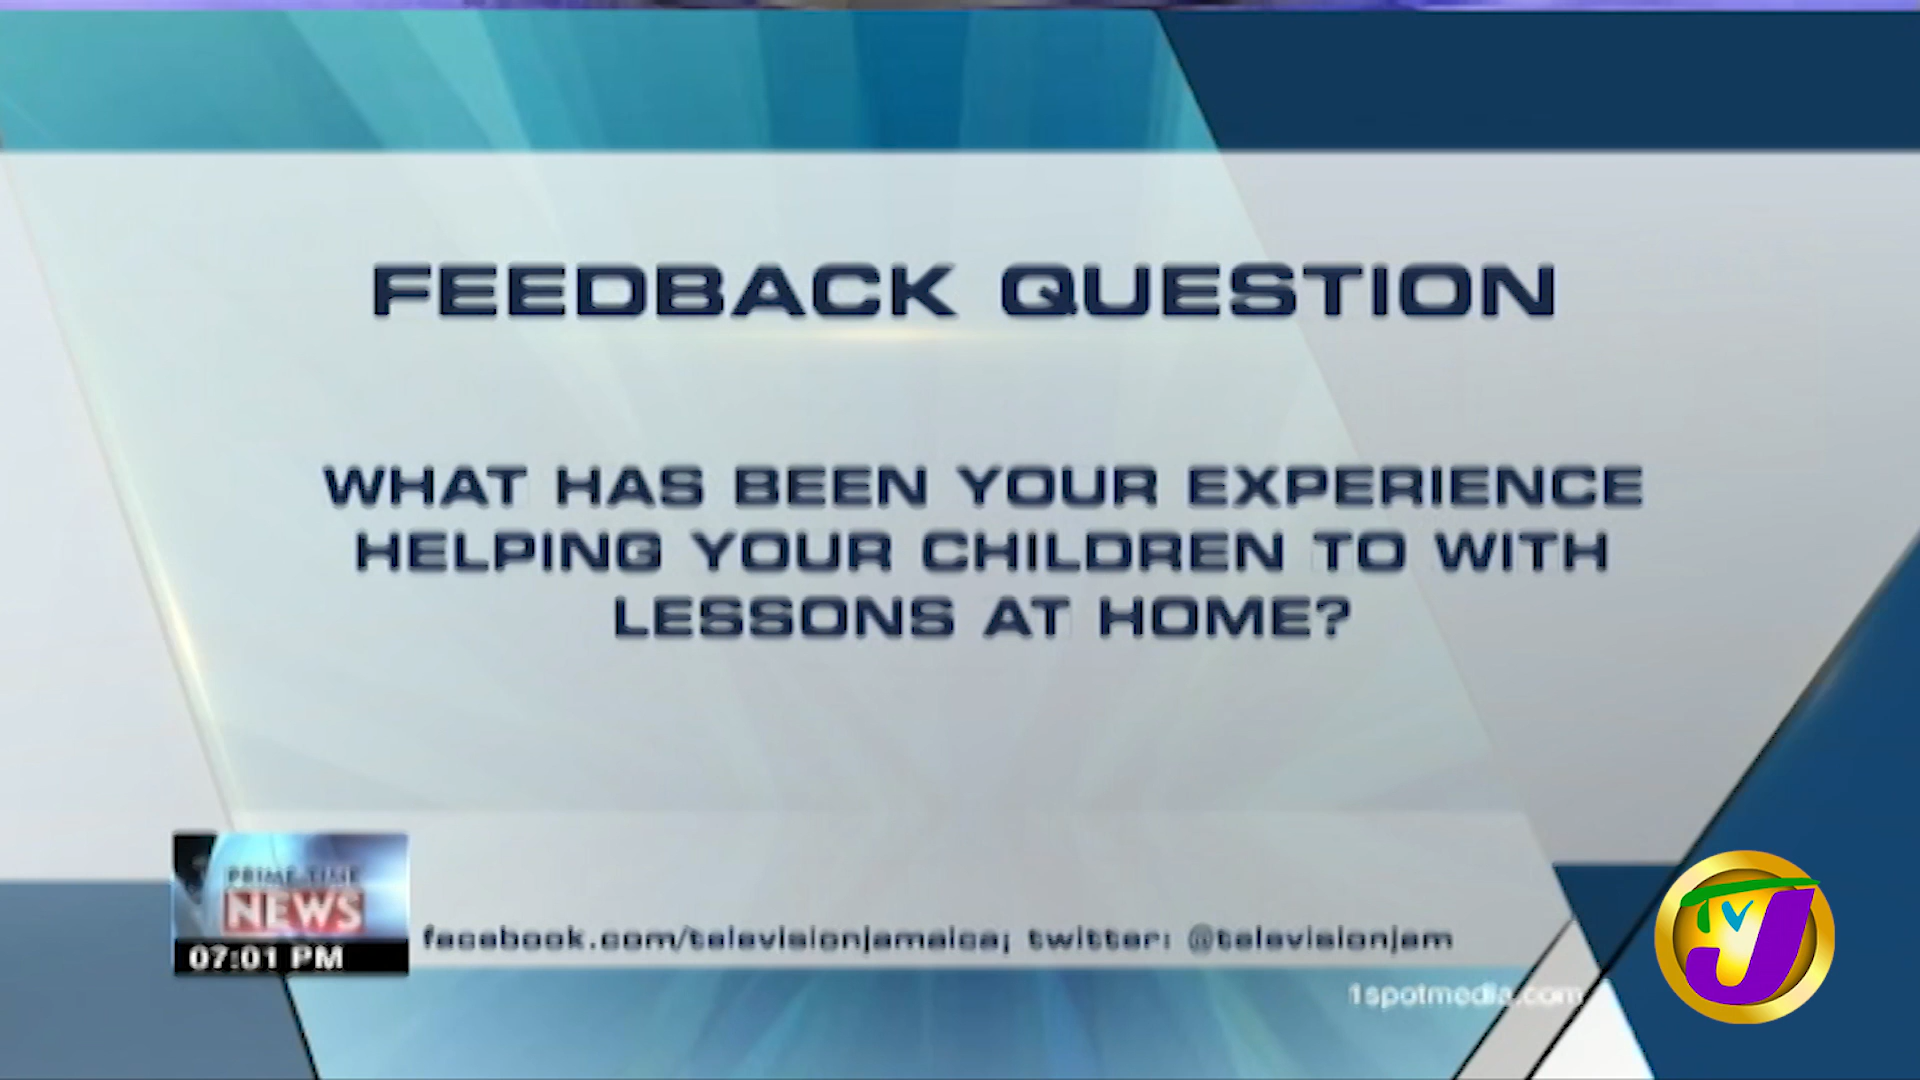 FEEDBACK QUESTION
WHAT HAS BEEN YOUR EXPERIENCE
HELPING YOUR CHILDREN TO WITH
LESSONS AT HOME?
PRIME TIME
NEWS
07:01 PM
facebook.com/televisionjamaica; twitter: @televisionjam
1spotmedia.com
TVJ